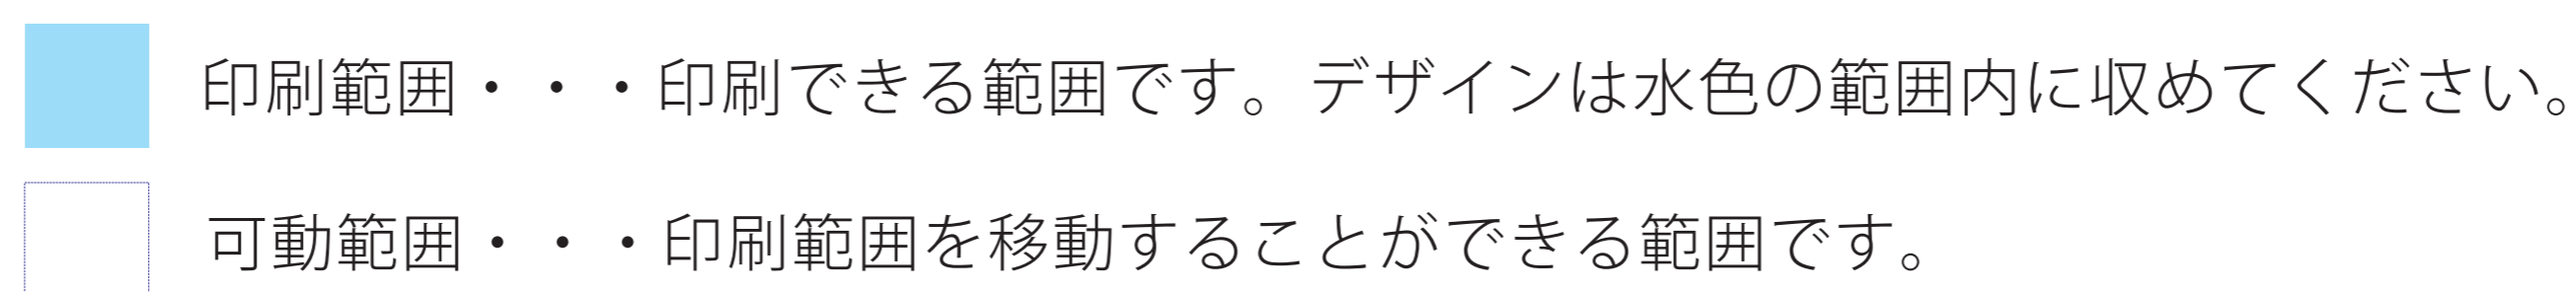 印刷範囲・・・印刷できる範囲です。デザインは水色の範囲内に収めてください。
可動範囲・・・印刷範囲を移動することができる範囲です。